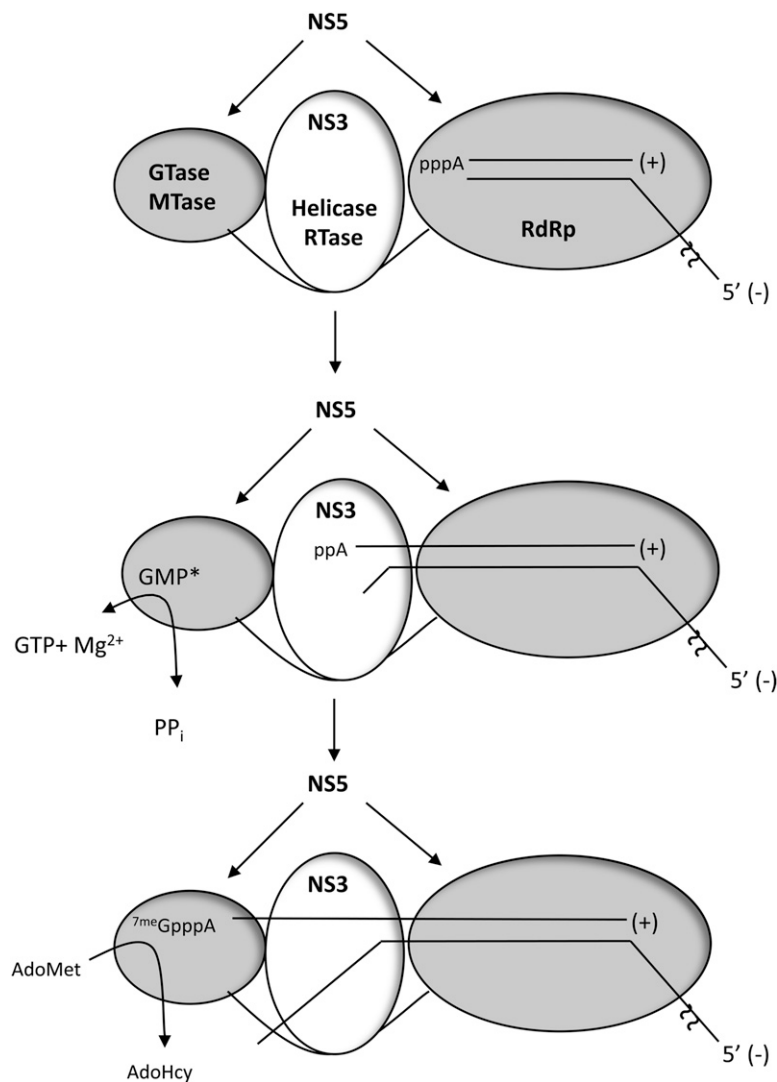 NS5
NS3
GTase
MTase
Helicase
RTase
pppA
(+)
RdRp
5’ (-)
NS5
NS3
ppA
(+)
GMP*
GTP+ Mg²⁺
PPᵢ
5’ (-)
NS5
NS3
⁷ᵐᵉGpppA
(+)
AdoMet
AdoHcy
5’ (-)